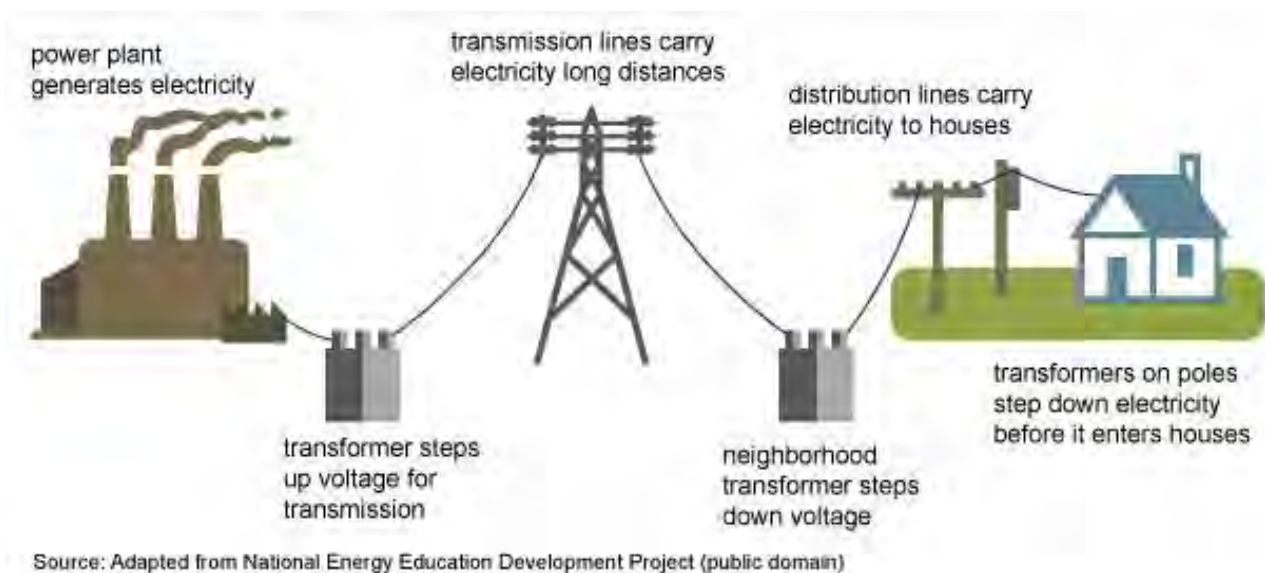 power plant
generates electricity
transmission lines carry
electricity long distances
distribution lines carry
electricity to houses
transformer steps
up voltage for
transmission
neighborhood
transformer steps
down voltage
transformers on poles
step down electricity
before it enters houses
Source: Adapted from National Energy Education Development Project (public domain)